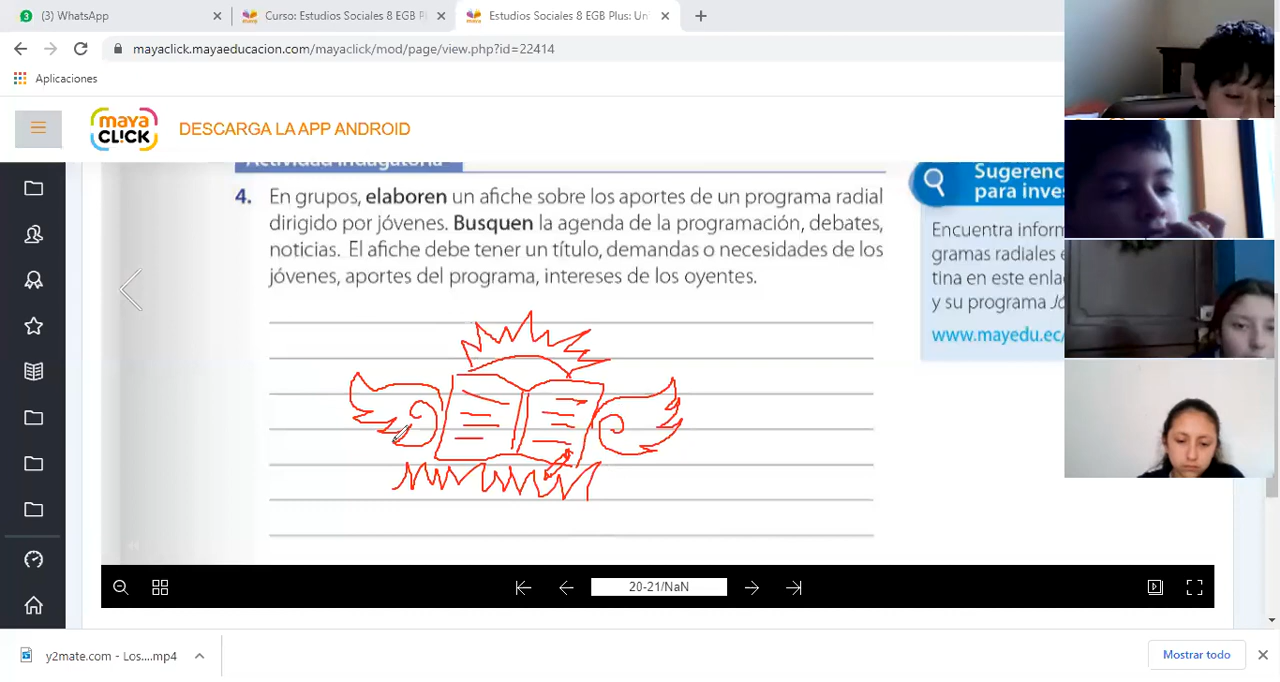 (3) WhatsApp
Curso: Estudios Sociales 8 EGB Pl
Estudios Sociales 8 EGB Plus: Un
mayaclick.mayaeducacion.com/mayaclick/mod/page/view.php?id=22414
Aplicaciones
maya CLiCK
DESCARGA LA APP ANDROID
Actividad indagatoria
4. En grupos, elaboren un afiche sobre los aportes de un programa radial
dirigido por jóvenes. Busquen la agenda de la programación, debates,
noticias. El afiche debe tener un título, demandas o necesidades de los
jóvenes, aportes del programa, intereses de los oyentes.
Sugerenc
para inves
Encuentra inform
gramas radiales e
tina en este enlac
y su programa Jó
www.mayedu.ec/
20-21/NaN
y2mate.com - Los....mp4
Mostrar todo